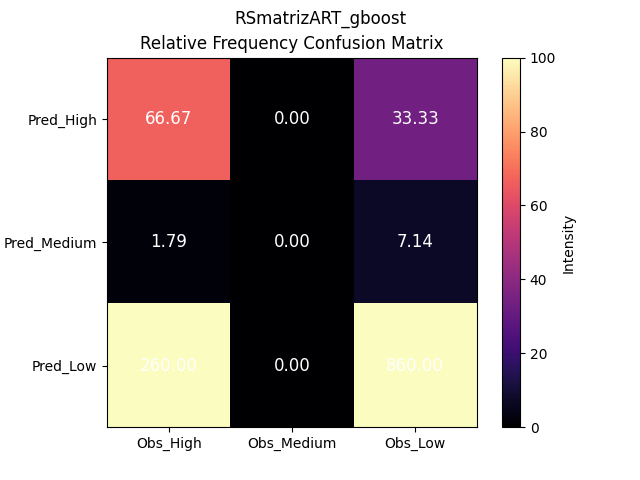 RSmatrizART_gboost
Relative Frequency Confusion Matrix
Pred_High 66.67 0.00 33.33
Pred_Medium 1.79 0.00 7.14
Pred_Low 260.00 0.00 860.00
Obs_High Obs_Medium Obs_Low
100
80
60
40
20
0
Intensity